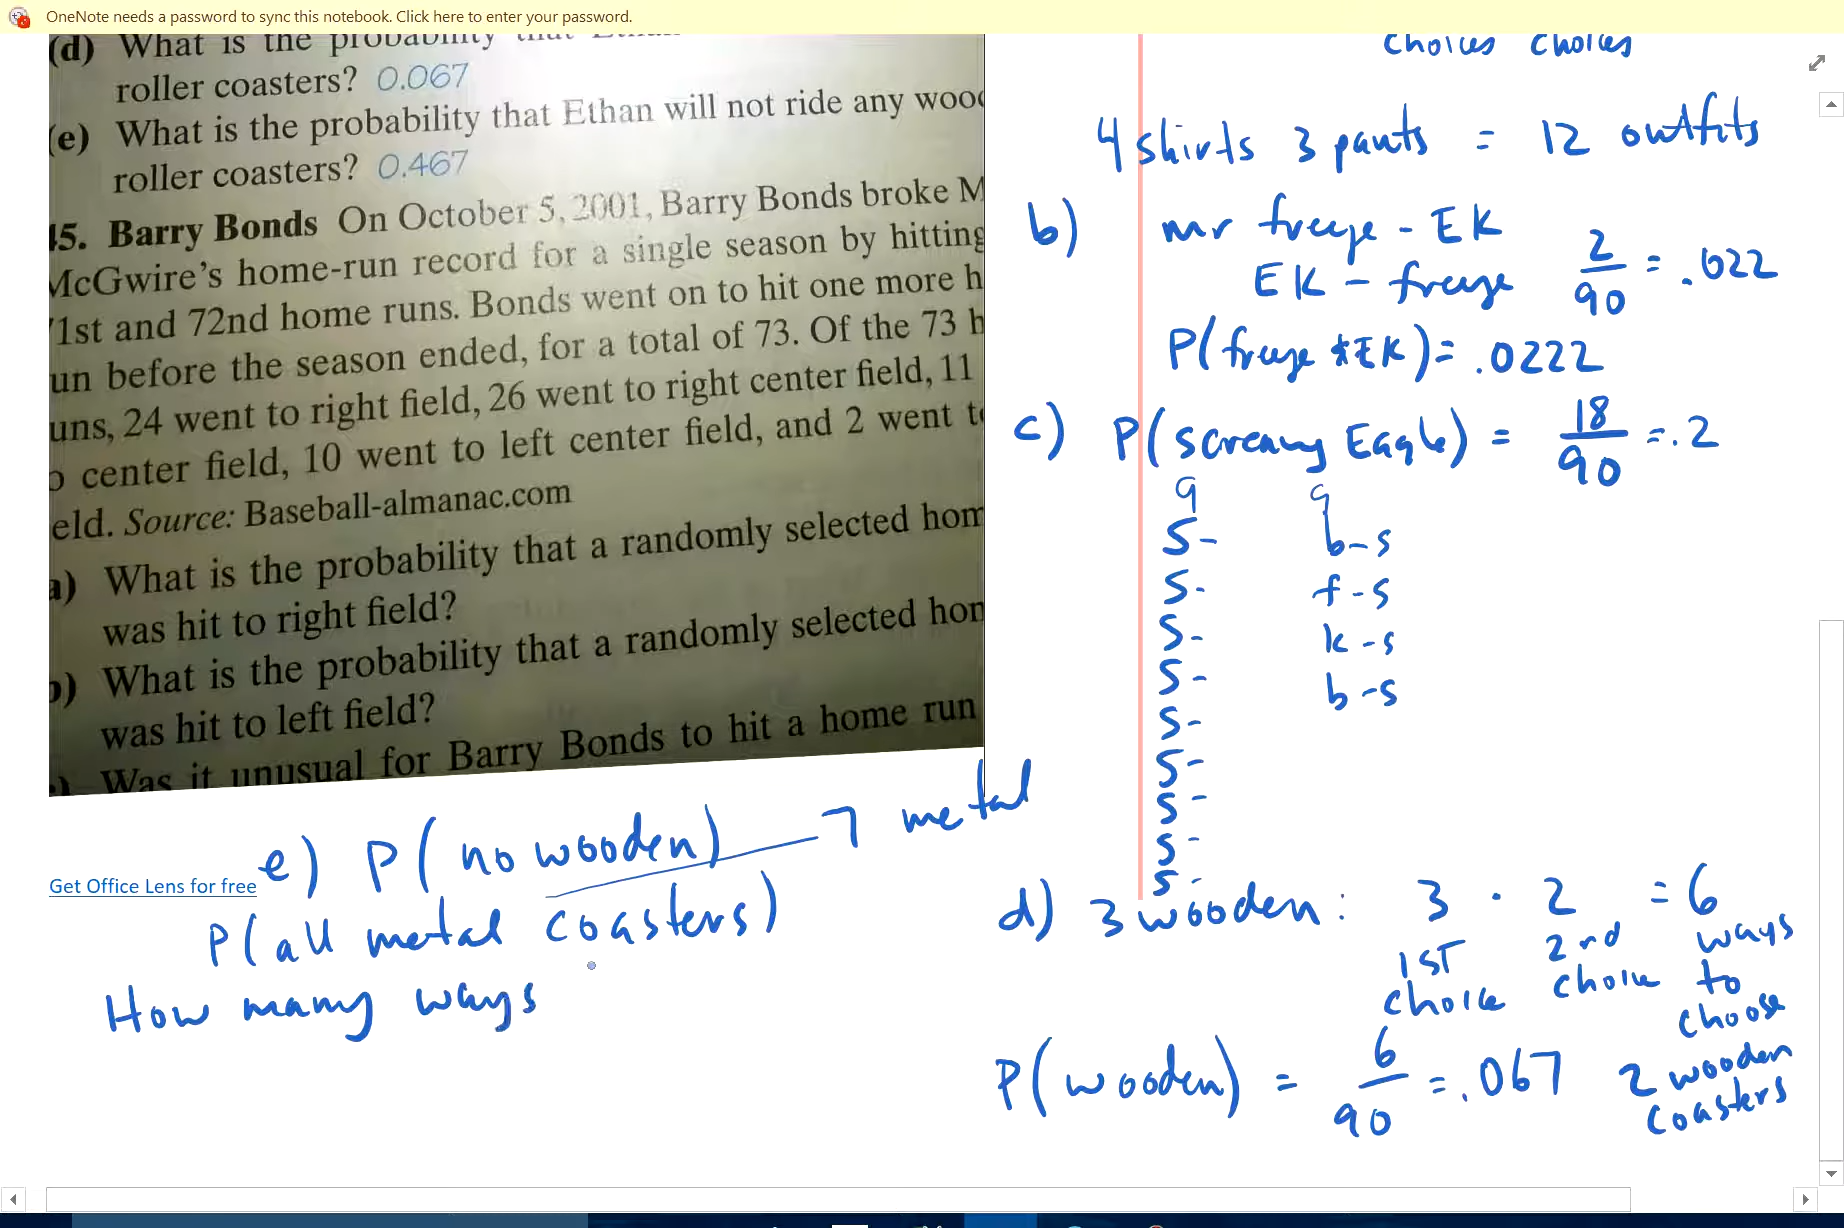 OneNote needs a password to sync this notebook. Click here to enter your password.
(d) What is the probability that
roller coasters? 0.067
(e) What is the probability that Ethan will not ride any
roller coasters? 0.467
45. Barry Bonds On October 5, 2001, Barry Bonds broke M
McGwire's home-run record for a single season by hitting
71st and 72nd home runs. Bonds went on to hit one more h
un before the season ended, for a total of 73. Of the 73 h
uns, 24 went to right field, 26 went to right center field, 11
o center field, 10 went to left center field, and 2 went to
eld. Source: Baseball-almanac.com
a) What is the probability that a randomly selected hom
was hit to right field?
b) What is the probability that a randomly selected hom
was hit to left field?
Was it unusual for Barry Bonds to hit a home run
Get Office Lens for free
e) P(no wooden) 7 metal
P(all metal coasters)
How many ways
choices choices
4 shirts 3 pants = 12 outfits
b) mr freeze - EK
EK - freeze 2/90 = .022
P(freeze & EK) = .0222
c) P(screamg Eagle) = 18/90 = .2
9 9
S- b-s
S- f-s
S- k-s
S- b-s
S-
S-
S-
S-
S-
d) 3 wooden: 3 · 2 = 6
1st choice 2nd choice ways to choose
2 wooden coasters
P(wooden) = 6/90 = .067